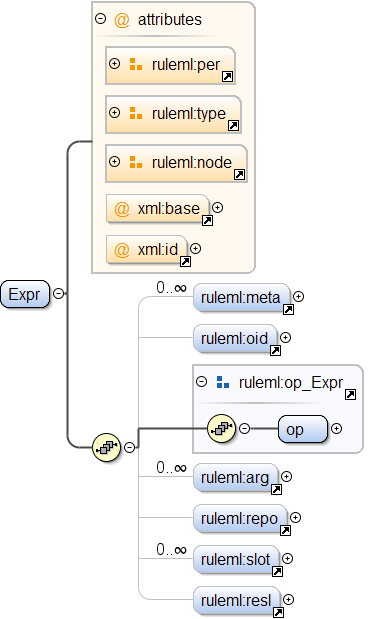 @ attributes
ruleml:per
ruleml:type
ruleml:node
@ xml:base
@ xml:id
Expr
0..∞
ruleml:meta
ruleml:oid
ruleml:op_Expr
op
0..∞
ruleml:arg
ruleml:repo
0..∞
ruleml:slot
ruleml:resl